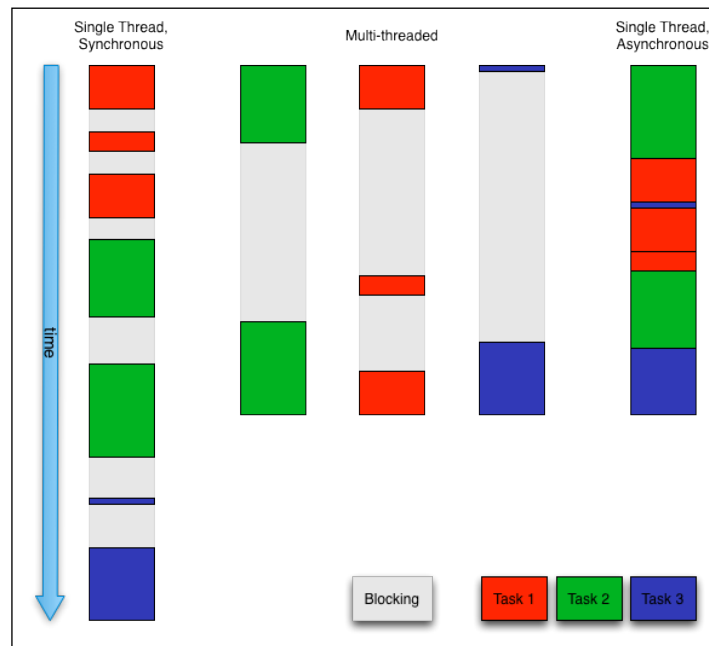 Single Thread,
Synchronous
Multi-threaded
Single Thread,
Asynchronous
time
Blocking
Task 1
Task 2
Task 3